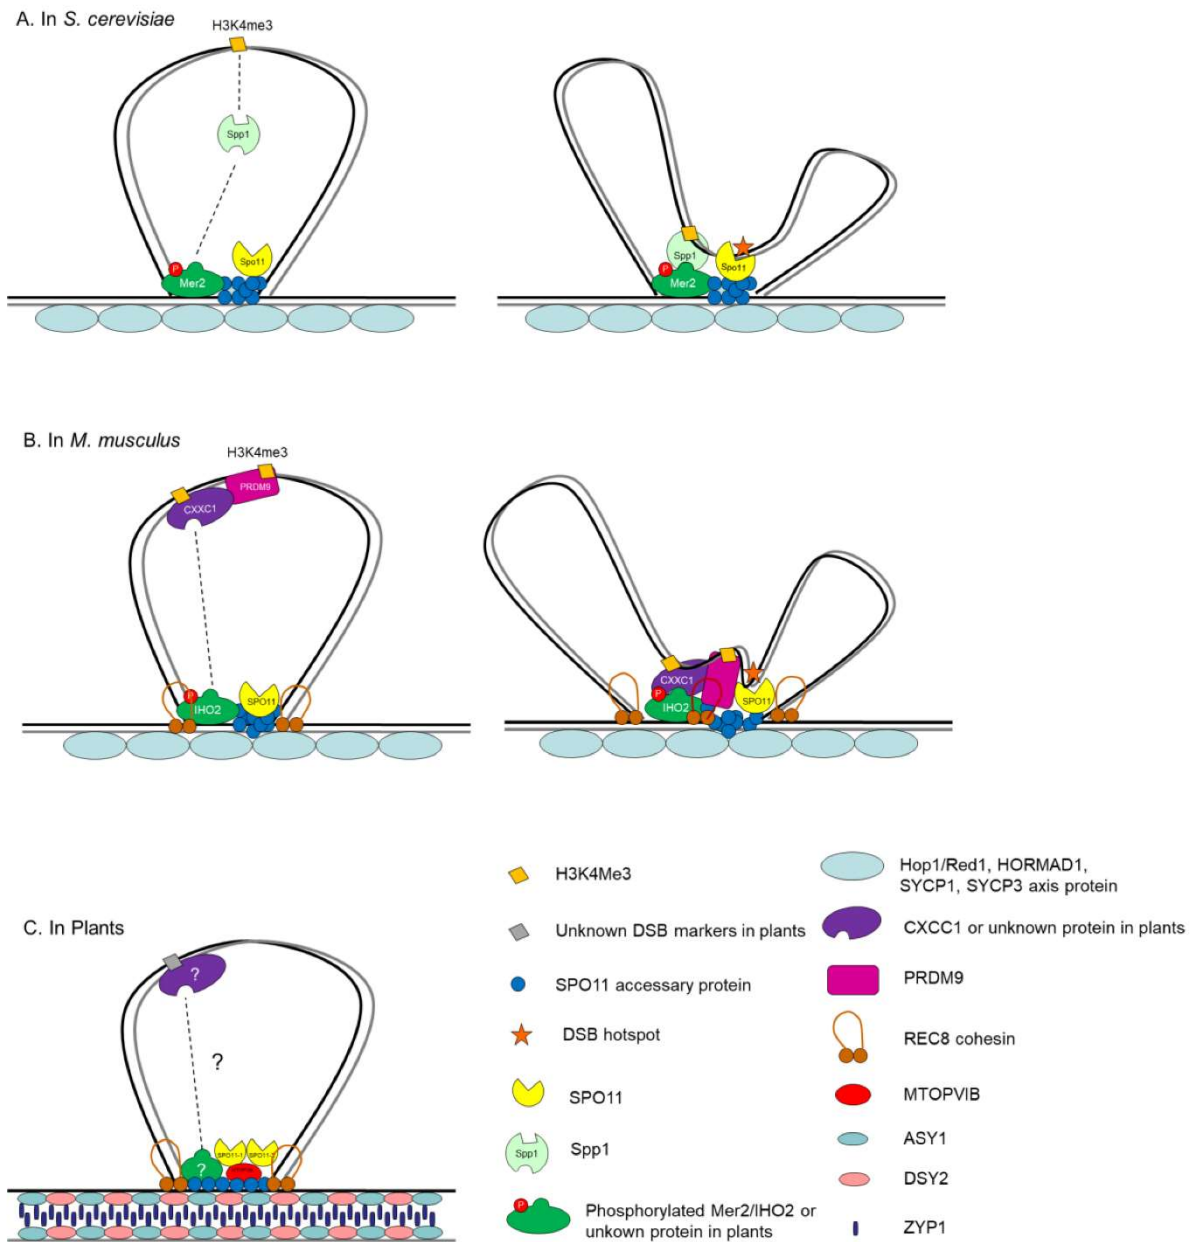 A. In S. cerevisiae
H3K4me3
Spp1
Spo11
P
Mer2
Spp1
Spo11
P
Mer2
B. In M. musculus
H3K4me3
PRDM9
CXXC1
P
IHO2
SPO11
CXXC1
P
IHO2
SPO11
C. In Plants
?
?
?
SPO11-1
H3K4Me3
Unknown DSB markers in plants
SPO11 accessary protein
DSB hotspot
SPO11
Spp1
Spp1
P
Phosphorylated Mer2/IHO2 or
unkown protein in plants
Hop1/Red1, HORMAD1,
SYCP1, SYCP3 axis protein
CXCC1 or unknown protein in plants
PRDM9
REC8 cohesin
MTOPVIB
ASY1
DSY2
ZYP1